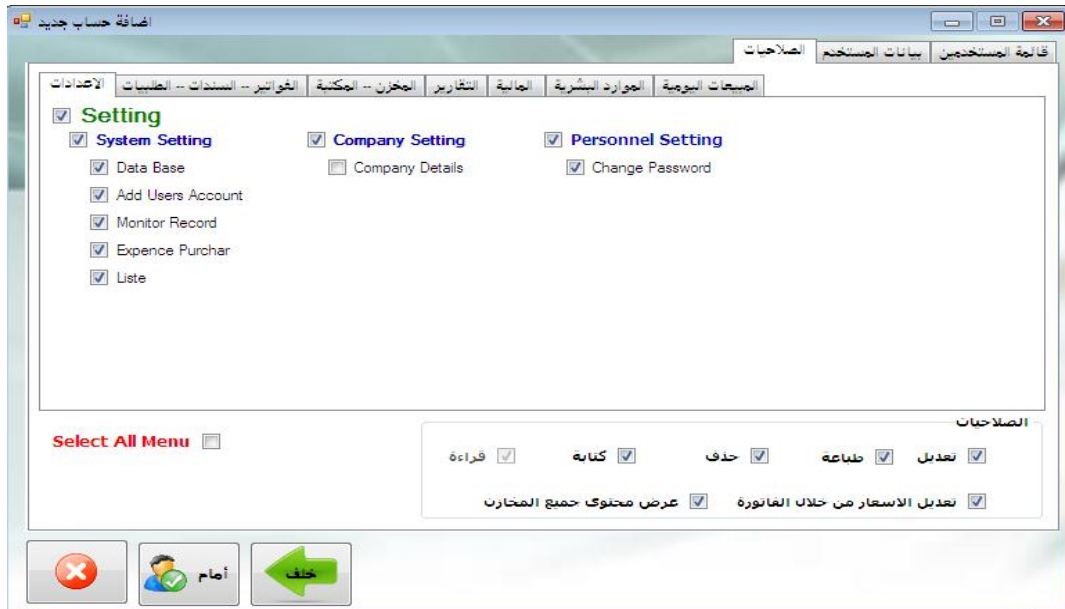 اضافة حساب جديد
قائمة المستخدمين بيانات المستخدم الصلاحيات
المبيعات اليومية الموارد البشرية المالية التقارير المخزن -- المكتبة الفواتير -- السندات -- الطلبيات الاعدادات
Setting
System Setting Company Setting Personnel Setting
Data Base Company Details Change Password
Add Users Account
Monitor Record
Expence Purchar
Liste
الصلاحيات
Select All Menu
تعديل طباعة حذف كتابة قراءة
تعديل الاسعار من خلال الفاتورة عرض محتوى جميع المخازن
خلف أمام